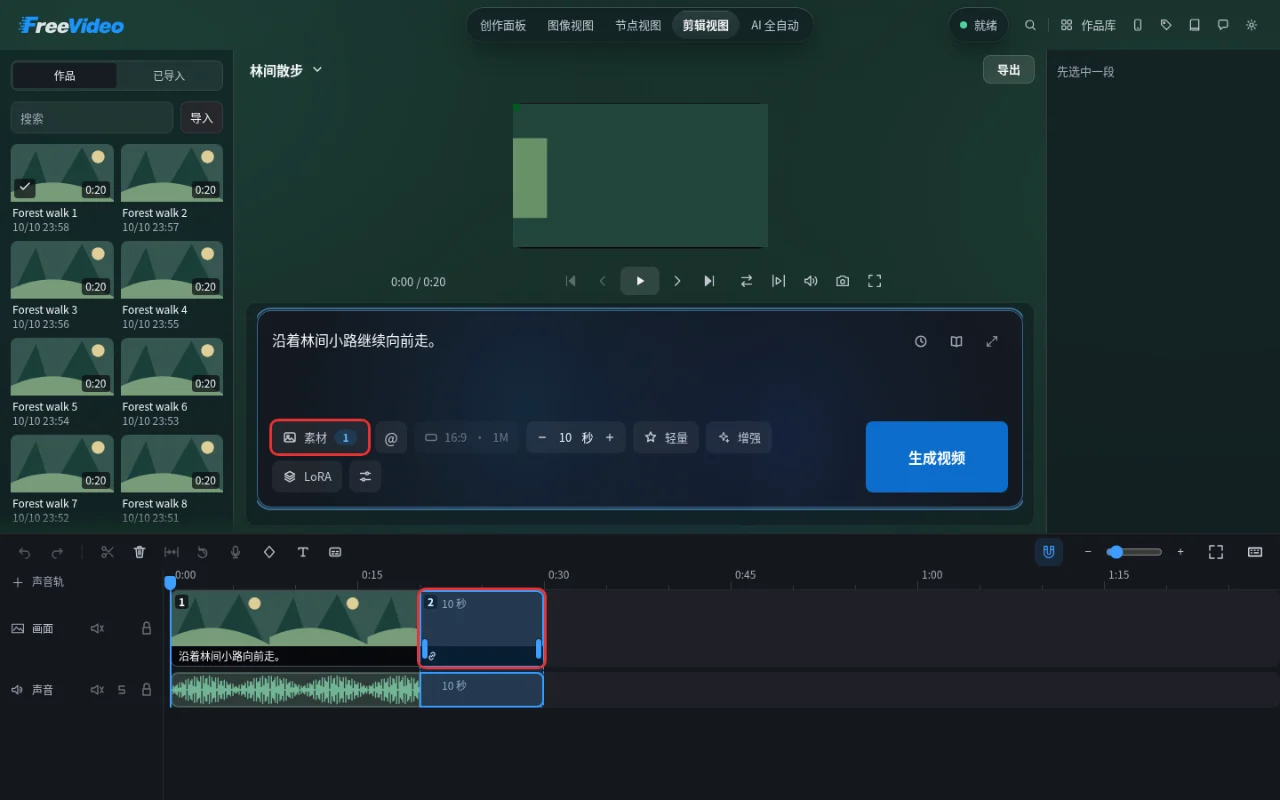 FreeVideo
创作面板
图像视图
节点视图
剪辑视图
AI 全自动
就绪
作品库
作品
已导入
搜索
导入
0:20
Forest walk 1
10/10 23:58
0:20
Forest walk 2
10/10 23:57
0:20
Forest walk 3
10/10 23:56
0:20
Forest walk 4
10/10 23:55
0:20
Forest walk 5
10/10 23:54
0:20
Forest walk 6
10/10 23:53
0:20
Forest walk 7
10/10 23:52
0:20
Forest walk 8
10/10 23:51
林间散步
导出
0:00 / 0:20
先选中一段
沿着林间小路继续向前走。
素材 1
@
16:9 · 1M
− 10 秒 +
轻量
增强
LoRA
生成视频
声音轨
0:00
0:15
0:30
0:45
1:00
1:15
画面
1
沿着林间小路向前走。
2 10 秒
声音
S
10 秒